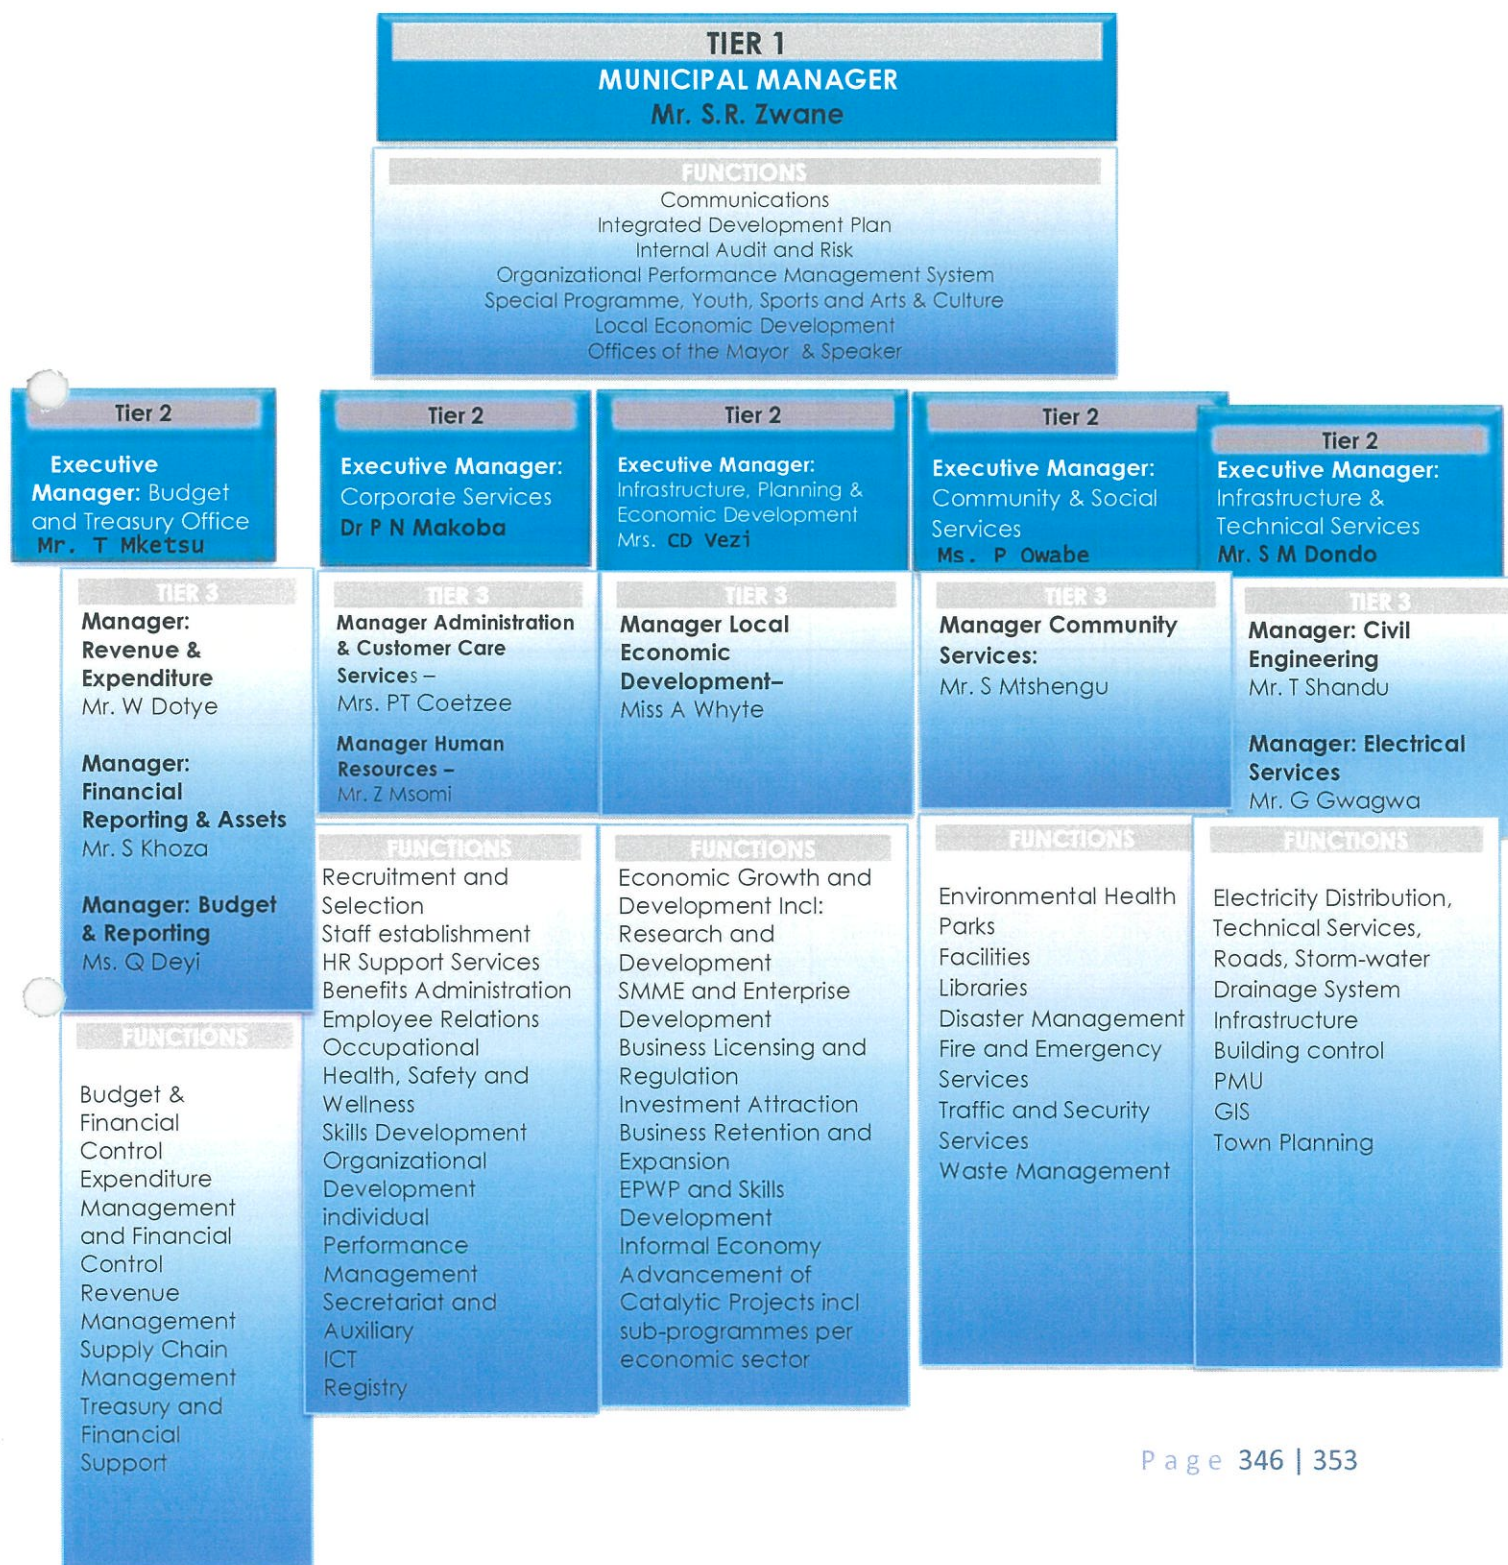 TIER 1
MUNICIPAL MANAGER
Mr. S.R. Zwane
FUNCTIONS
Communications
Integrated Development Plan
Internal Audit and Risk
Organizational Performance Management System
Special Programme, Youth, Sports and Arts & Culture
Local Economic Development
Offices of the Mayor & Speaker
Tier 2
Executive
Manager: Budget
and Treasury Office
Mr. T Mketsu
TIER 3
Manager:
Revenue &
Expenditure
Mr. W Dotye
Manager:
Financial
Reporting & Assets
Mr. S Khoza
Manager: Budget
& Reporting
Ms. Q Deyi
FUNCTIONS
Budget &
Financial
Control
Expenditure
Management
and Financial
Control
Revenue
Management
Supply Chain
Management
Treasury and
Financial
Support
Tier 2
Executive Manager:
Corporate Services
Dr P N Makoba
TIER 3
Manager Administration
& Customer Care
Services –
Mrs. PT Coetzee
Manager Human
Resources –
Mr. Z Msomi
FUNCTIONS
Recruitment and
Selection
Staff establishment
HR Support Services
Benefits Administration
Employee Relations
Occupational
Health, Safety and
Wellness
Skills Development
Organizational
Development
individual
Performance
Management
Secretariat and
Auxiliary
ICT
Registry
Tier 2
Executive Manager:
Infrastructure, Planning &
Economic Development
Mrs. CD Vezi
TIER 3
Manager Local
Economic
Development–
Miss A Whyte
FUNCTIONS
Economic Growth and
Development Incl:
Research and
Development
SMME and Enterprise
Development
Business Licensing and
Regulation
Investment Attraction
Business Retention and
Expansion
EPWP and Skills
Development
Informal Economy
Advancement of
Catalytic Projects incl
sub-programmes per
economic sector
Tier 2
Executive Manager:
Community & Social
Services
Ms. P Owabe
TIER 3
Manager Community
Services:
Mr. S Mtshengu
FUNCTIONS
Environmental Health
Parks
Facilities
Libraries
Disaster Management
Fire and Emergency
Services
Traffic and Security
Services
Waste Management
Tier 2
Executive Manager:
Infrastructure &
Technical Services
Mr. S M Dondo
TIER 3
Manager: Civil
Engineering
Mr. T Shandu
Manager: Electrical
Services
Mr. G Gwagwa
FUNCTIONS
Electricity Distribution,
Technical Services,
Roads, Storm-water
Drainage System
Infrastructure
Building control
PMU
GIS
Town Planning
Page 346 | 353